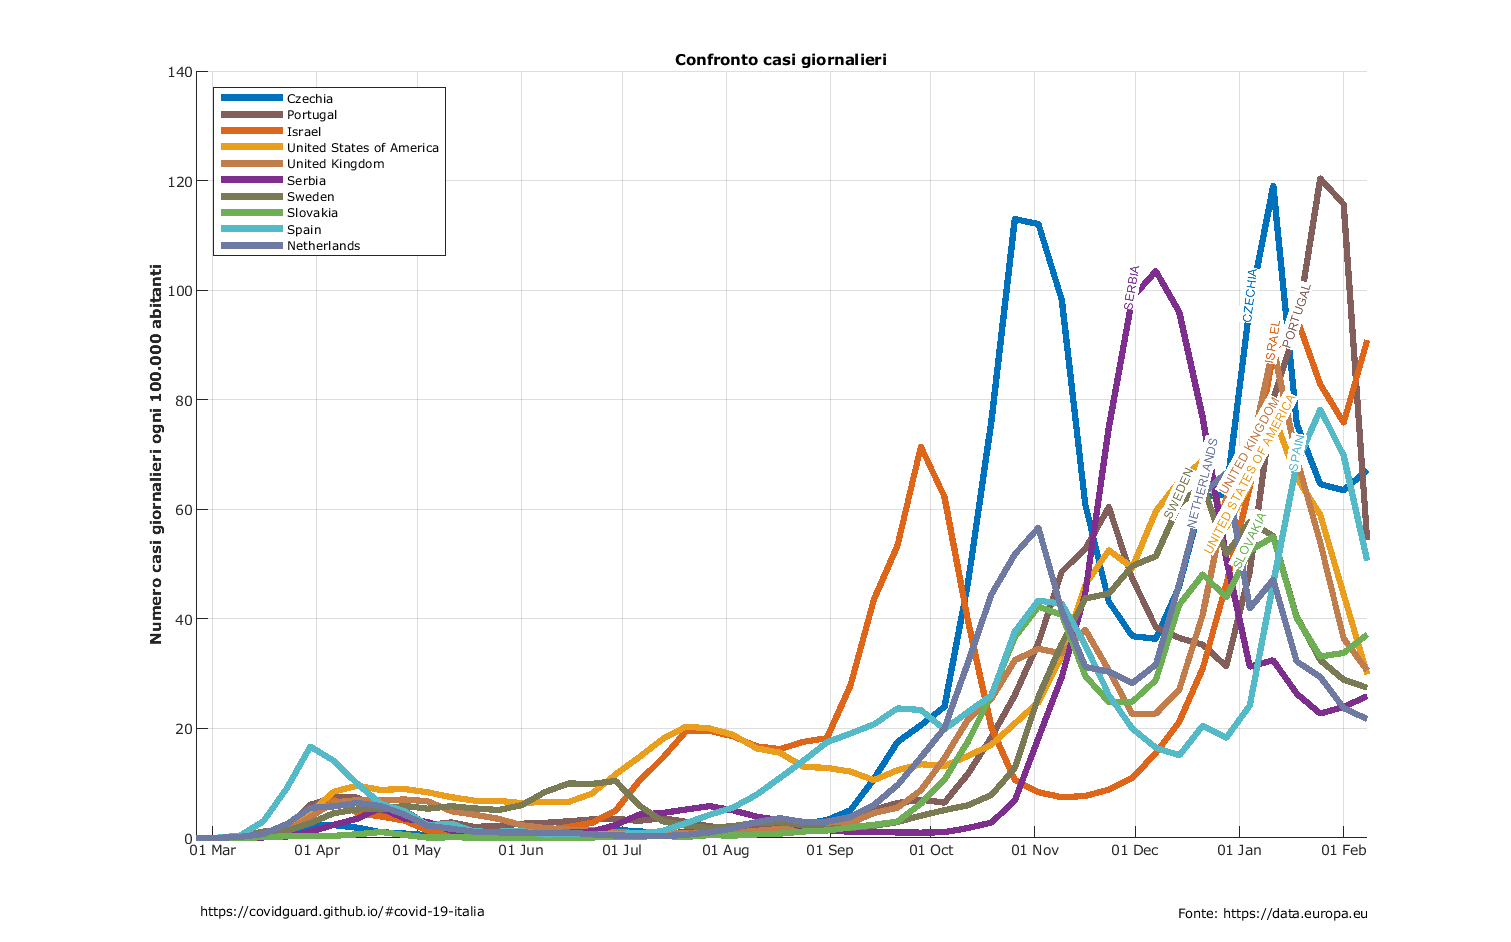 Confronto casi giornalieri
140
120
100
80
60
40
20
0
Numero casi giornalieri ogni 100.000 abitanti
Czechia
Portugal
Israel
United States of America
United Kingdom
Serbia
Sweden
Slovakia
Spain
Netherlands
SERBIA
CZECHIA
PORTUGAL
ISRAEL
UNITED KINGDOM
UNITED STATES OF AMERICA
SPAIN
SWEDEN
NETHERLANDS
SLOVAKIA
01 Mar
01 Apr
01 May
01 Jun
01 Jul
01 Aug
01 Sep
01 Oct
01 Nov
01 Dec
01 Jan
01 Feb
https://covidguard.github.io/#covid-19-italia
Fonte: https://data.europa.eu